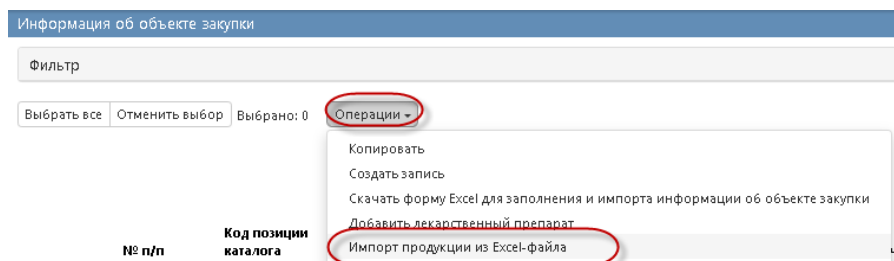 Информация об объекте закупки
Фильтр
Выбрать все Отменить выбор Выбрано: 0 Операции
Копировать
Создать запись
Скачать форму Excel для заполнения и импорта информации об объекте закупки
Добавить лекарственный препарат
Импорт продукции из Excel-файла
№ п/п
Код позиции
каталога